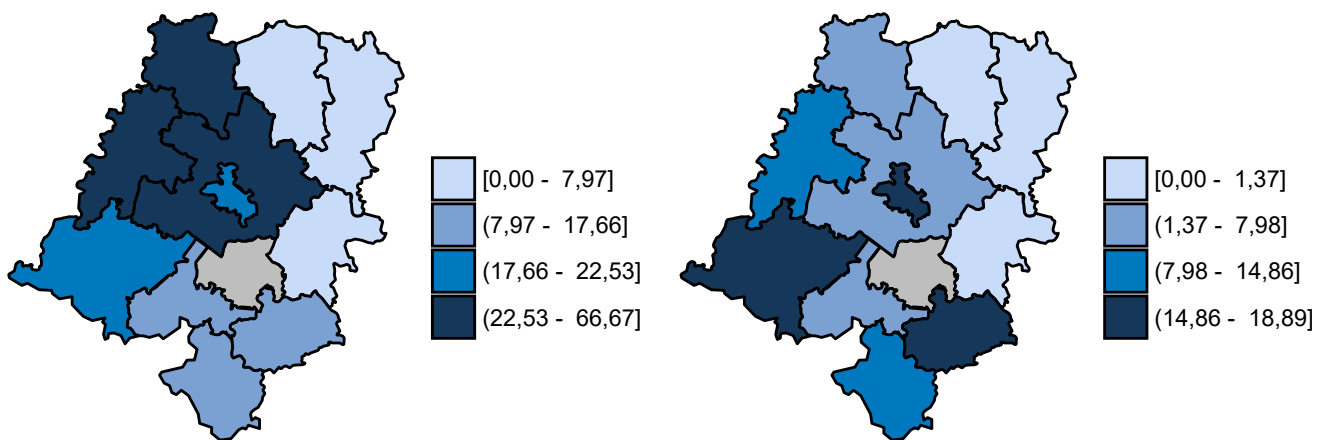 [0,00 - 7,97]
(7,97 - 17,66]
(17,66 - 22,53]
(22,53 - 66,67]
[0,00 - 1,37]
(1,37 - 7,98]
(7,98 - 14,86]
(14,86 - 18,89]